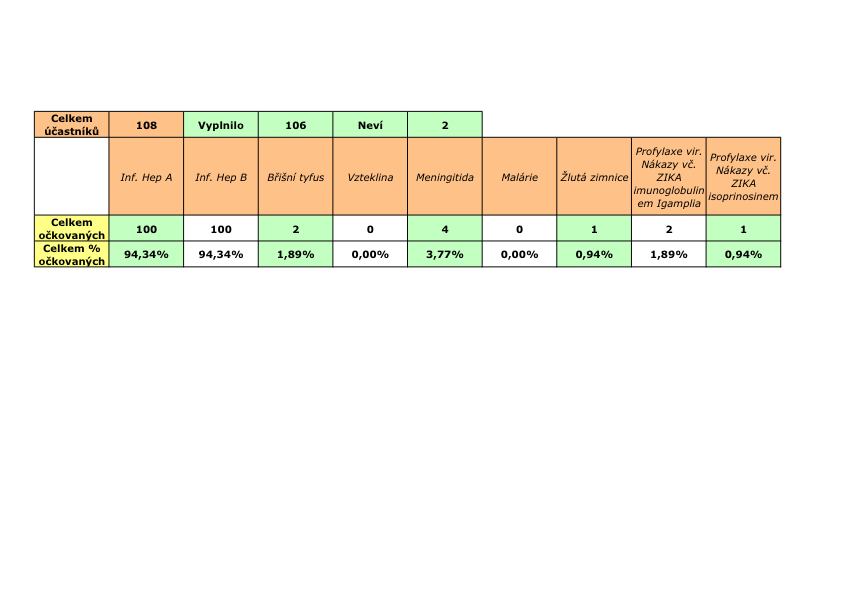 Celkem
účastníků
108
Vyplnilo
106
Neví
2
Inf. Hep A
Inf. Hep B
Břišní tyfus
Vzteklina
Meningitida
Malárie
Žlutá zimnice
Profylaxe vir.
Nákazy vč.
ZIKA
imunoglobulin
em Igamplia
Profylaxe vir.
Nákazy vč.
ZIKA
isoprinosinem
Celkem
očkovaných
100
100
2
0
4
0
1
2
1
Celkem %
očkovaných
94,34%
94,34%
1,89%
0,00%
3,77%
0,00%
0,94%
1,89%
0,94%